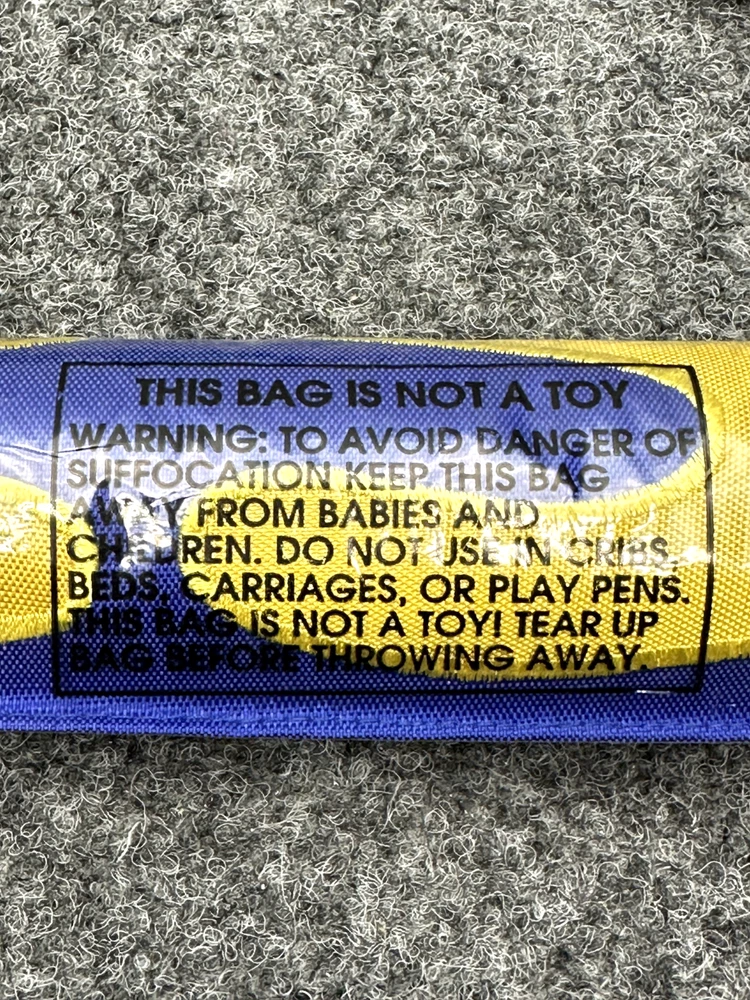 THIS BAG IS NOT A TOY
WARNING: TO AVOID DANGER OF
SUFFOCATION KEEP THIS BAG
AWAY FROM BABIES AND
CHILDREN. DO NOT USE IN CRIBS,
BEDS, CARRIAGES, OR PLAY PENS.
THIS BAG IS NOT A TOY! TEAR UP
BAG BEFORE THROWING AWAY.